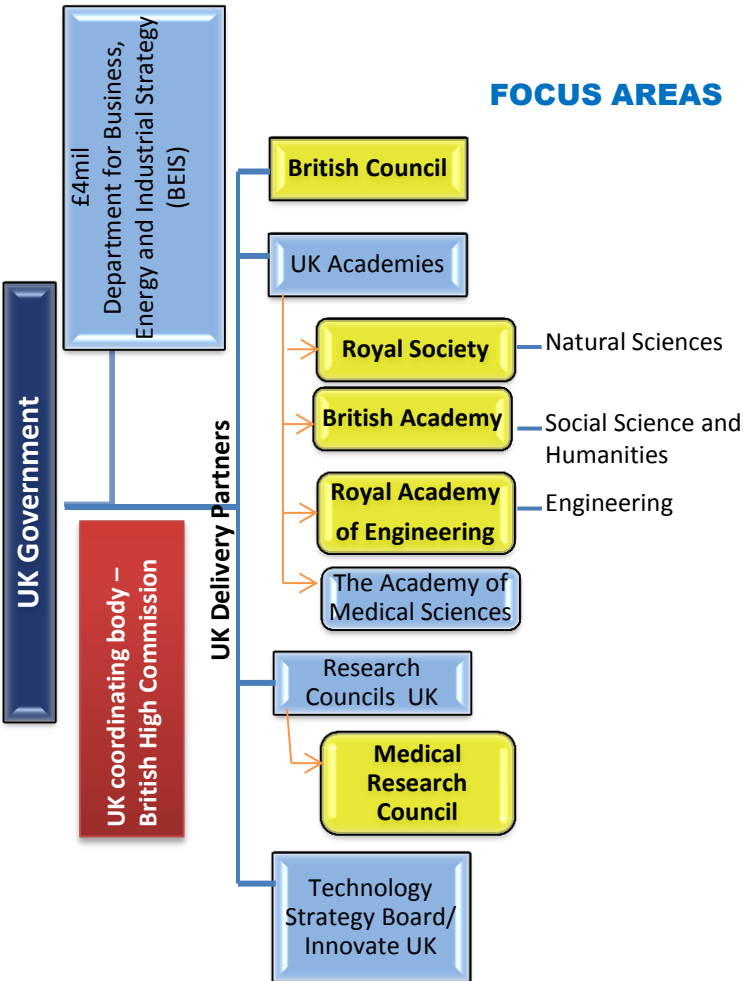 FOCUS AREAS
£4mil
Department for Business,
Energy and Industrial Strategy
(BEIS)
UK Government
UK coordinating body –
British High Commission
UK Delivery Partners
British Council
UK Academies
Royal Society
Natural Sciences
British Academy
Social Science and
Humanities
Royal Academy
of Engineering
Engineering
The Academy of
Medical Sciences
Research
Councils UK
Medical
Research
Council
Technology
Strategy Board/
Innovate UK